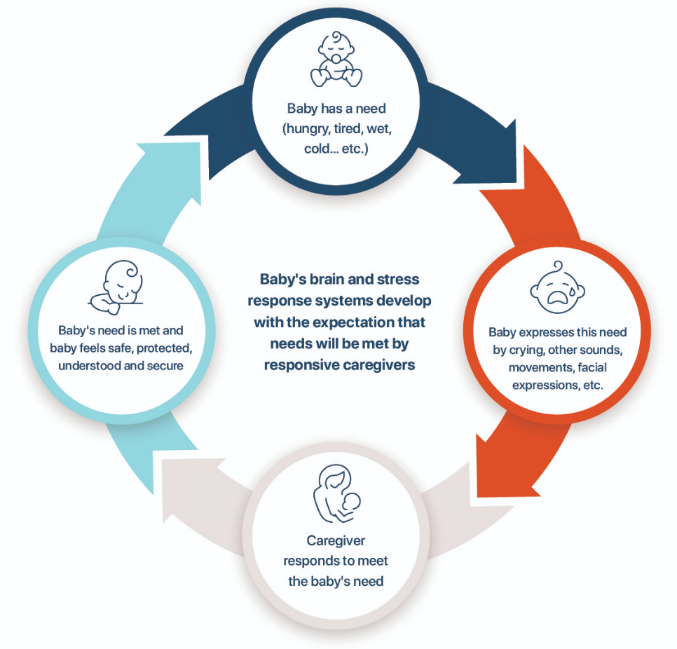 Baby has a need
(hungry, tired, wet,
cold... etc.)
Baby expresses this need
by crying, other sounds,
movements, facial
expressions, etc.
Caregiver
responds to meet
the baby's need
Baby's need is met and
baby feels safe, protected,
understood and secure
Baby's brain and stress
response systems develop
with the expectation that
needs will be met by
responsive caregivers